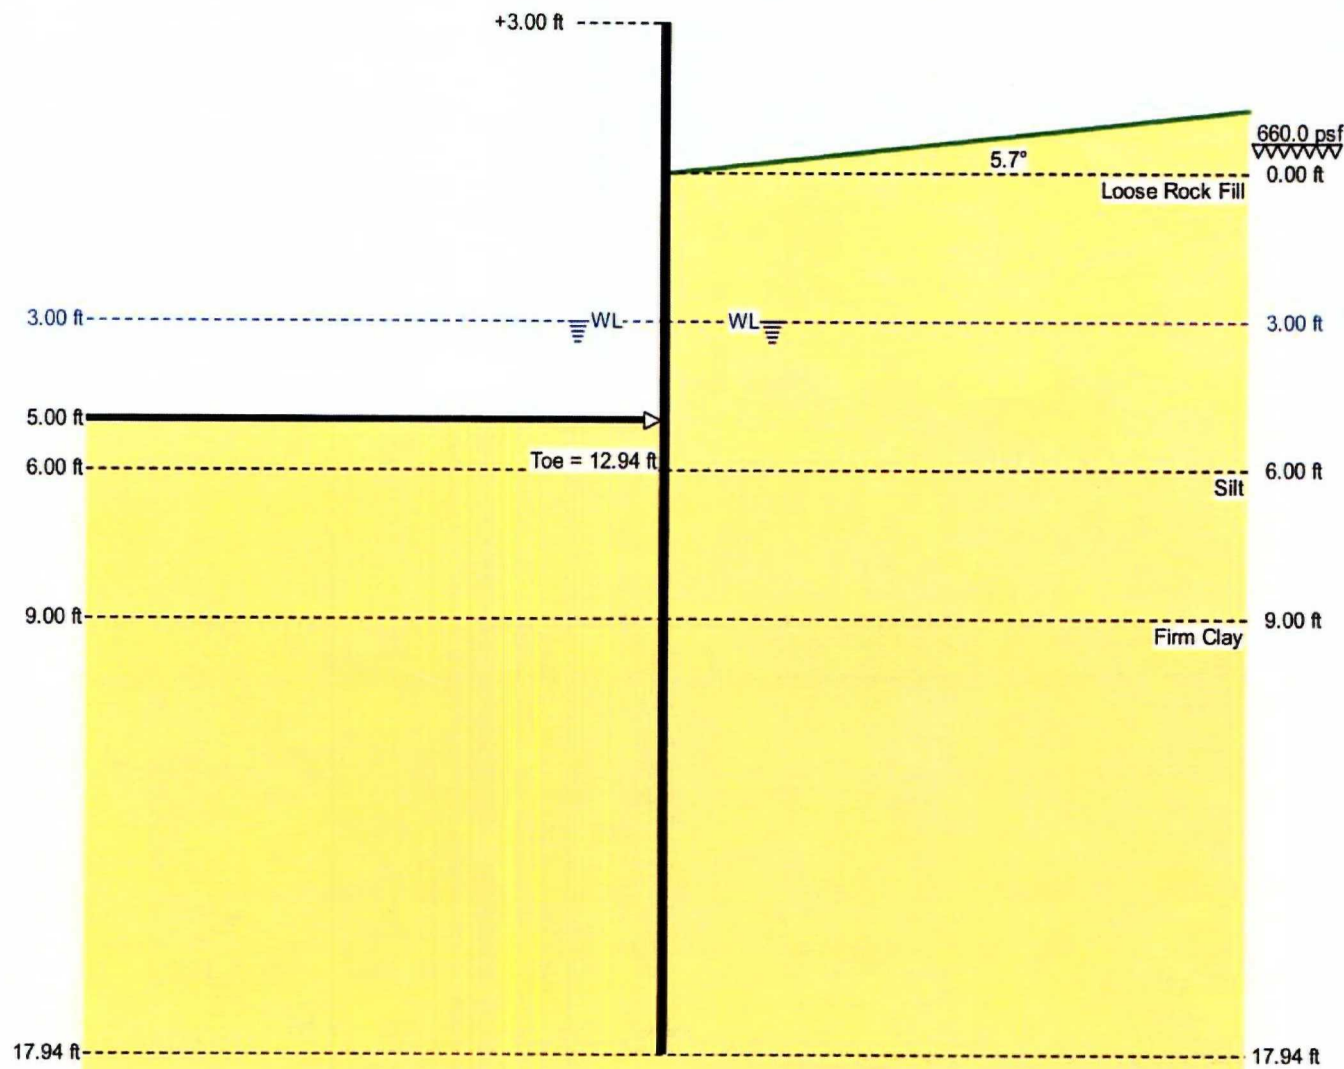 +3.00 ft
660.0 psf
5.7°
0.00 ft
Loose Rock Fill
3.00 ft
WL
WL
3.00 ft
5.00 ft
Toe = 12.94 ft
6.00 ft
6.00 ft
Silt
9.00 ft
9.00 ft
Firm Clay
17.94 ft
17.94 ft